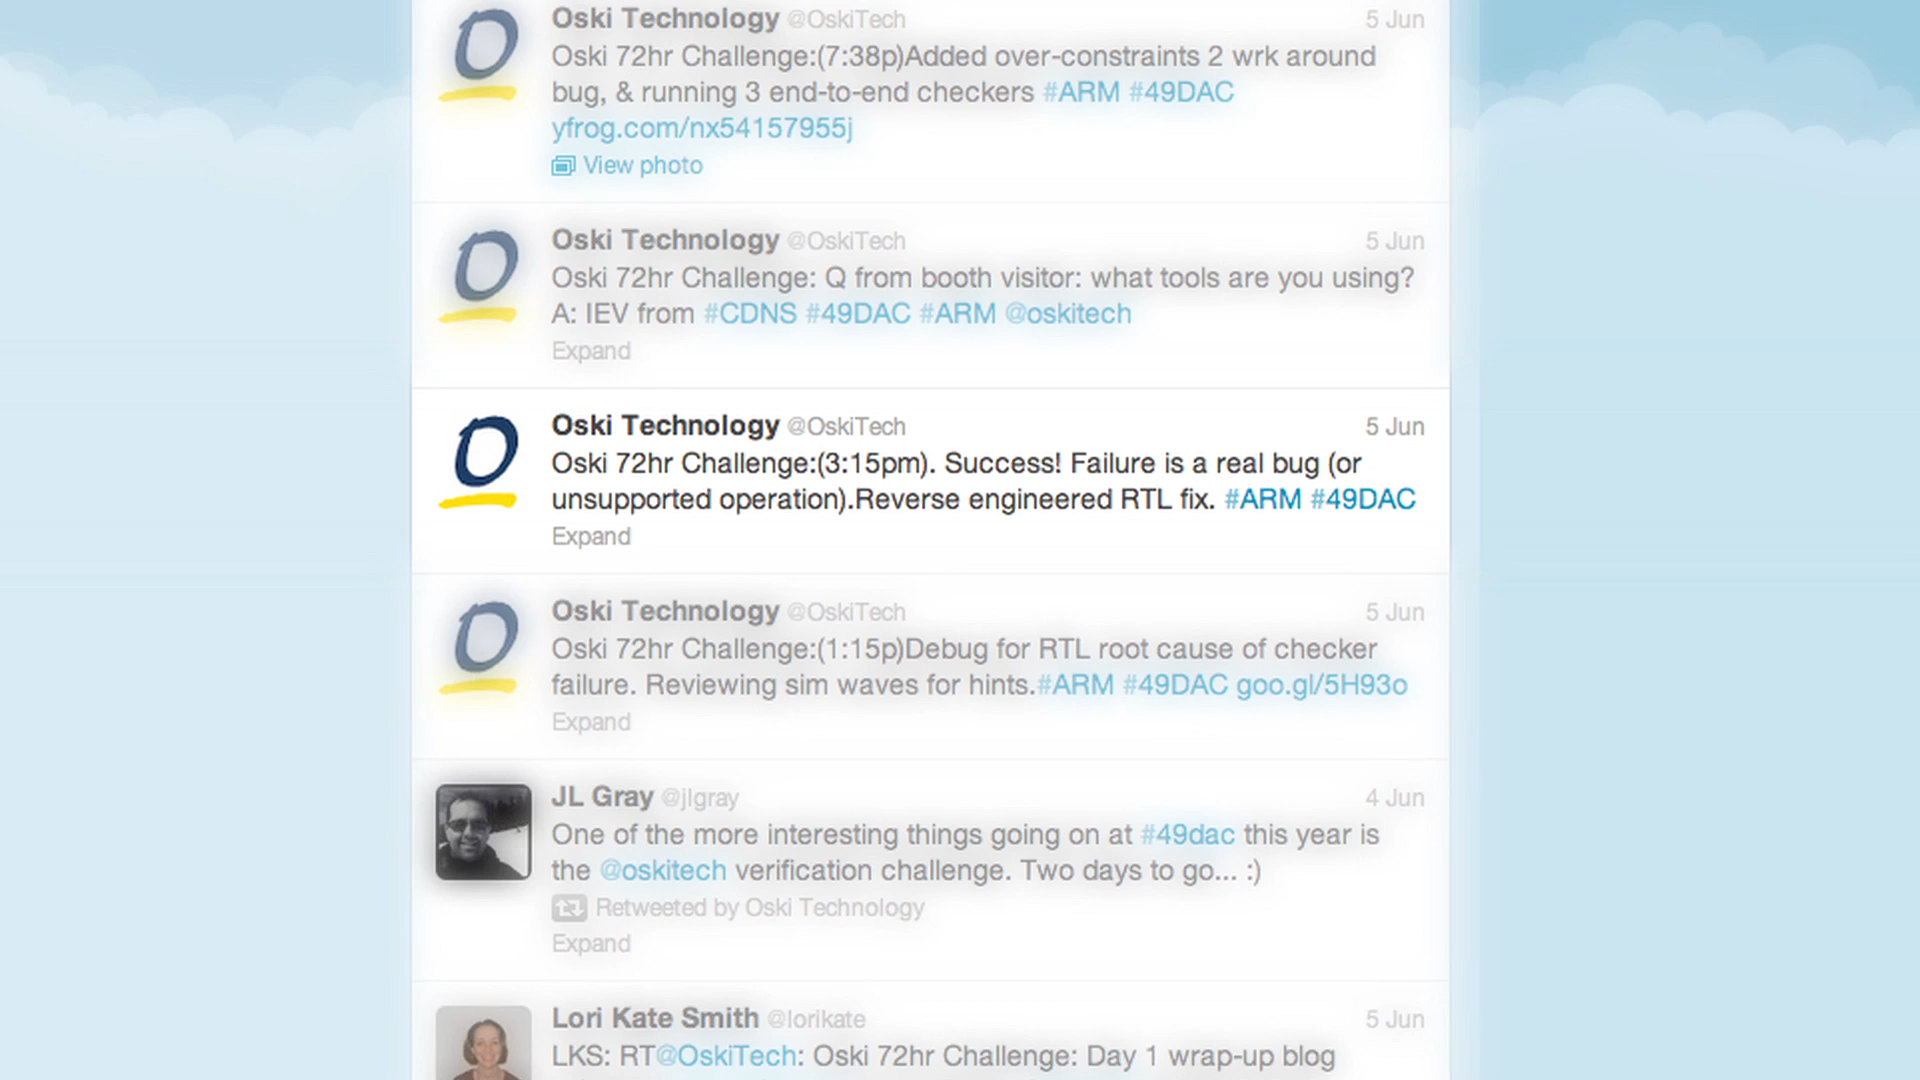 Oski Technology @OskiTech 5 Jun
Oski 72hr Challenge:(7:38p)Added over-constraints 2 wrk around
bug, & running 3 end-to-end checkers #ARM #49DAC
yfrog.com/nx54157955j
View photo
Oski Technology @OskiTech 5 Jun
Oski 72hr Challenge: Q from booth visitor: what tools are you using?
A: IEV from #CDNS #49DAC #ARM @oskitech
Expand
Oski Technology @OskiTech 5 Jun
Oski 72hr Challenge:(3:15pm). Success! Failure is a real bug (or
unsupported operation).Reverse engineered RTL fix. #ARM #49DAC
Expand
Oski Technology @OskiTech 5 Jun
Oski 72hr Challenge:(1:15p)Debug for RTL root cause of checker
failure. Reviewing sim waves for hints.#ARM #49DAC goo.gl/5H93o
Expand
JL Gray @jlgray 4 Jun
One of the more interesting things going on at #49dac this year is
the @oskitech verification challenge. Two days to go... :)
Retweeted by Oski Technology
Expand
Lori Kate Smith @lorikate 5 Jun
LKS: RT@OskiTech: Oski 72hr Challenge: Day 1 wrap-up blog